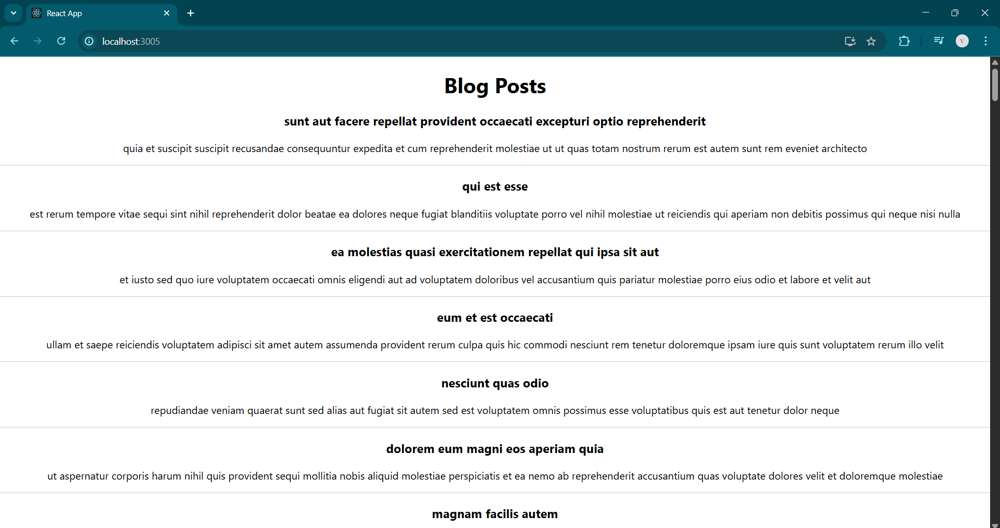 React App
localhost:3005
V
Blog Posts
sunt aut facere repellat provident occaecati excepturi optio reprehenderit
quia et suscipit suscipit recusandae consequuntur expedita et cum reprehenderit molestiae ut ut quas totam nostrum rerum est autem sunt rem eveniet architecto
qui est esse
est rerum tempore vitae sequi sint nihil reprehenderit dolor beatae ea dolores neque fugiat blanditiis voluptate porro vel nihil molestiae ut reiciendis qui aperiam non debitis possimus qui neque nisi nulla
ea molestias quasi exercitationem repellat qui ipsa sit aut
et iusto sed quo iure voluptatem occaecati omnis eligendi aut ad voluptatem doloribus vel accusantium quis pariatur molestiae porro eius odio et labore et velit aut
eum et est occaecati
ullam et saepe reiciendis voluptatem adipisci sit amet autem assumenda provident rerum culpa quis hic commodi nesciunt rem tenetur doloremque ipsam iure quis sunt voluptatem rerum illo velit
nesciunt quas odio
repudiandae veniam quaerat sunt sed alias aut fugiat sit autem sed est voluptatem omnis possimus esse voluptatibus quis est aut tenetur dolor neque
dolorem eum magni eos aperiam quia
ut aspernatur corporis harum nihil quis provident sequi mollitia nobis aliquid molestiae perspiciatis et ea nemo ab reprehenderit accusantium quas voluptate dolores velit et doloremque molestiae
magnam facilis autem